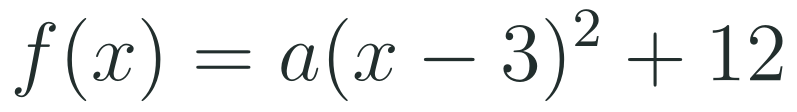 f(x) = a(x − 3)² + 12